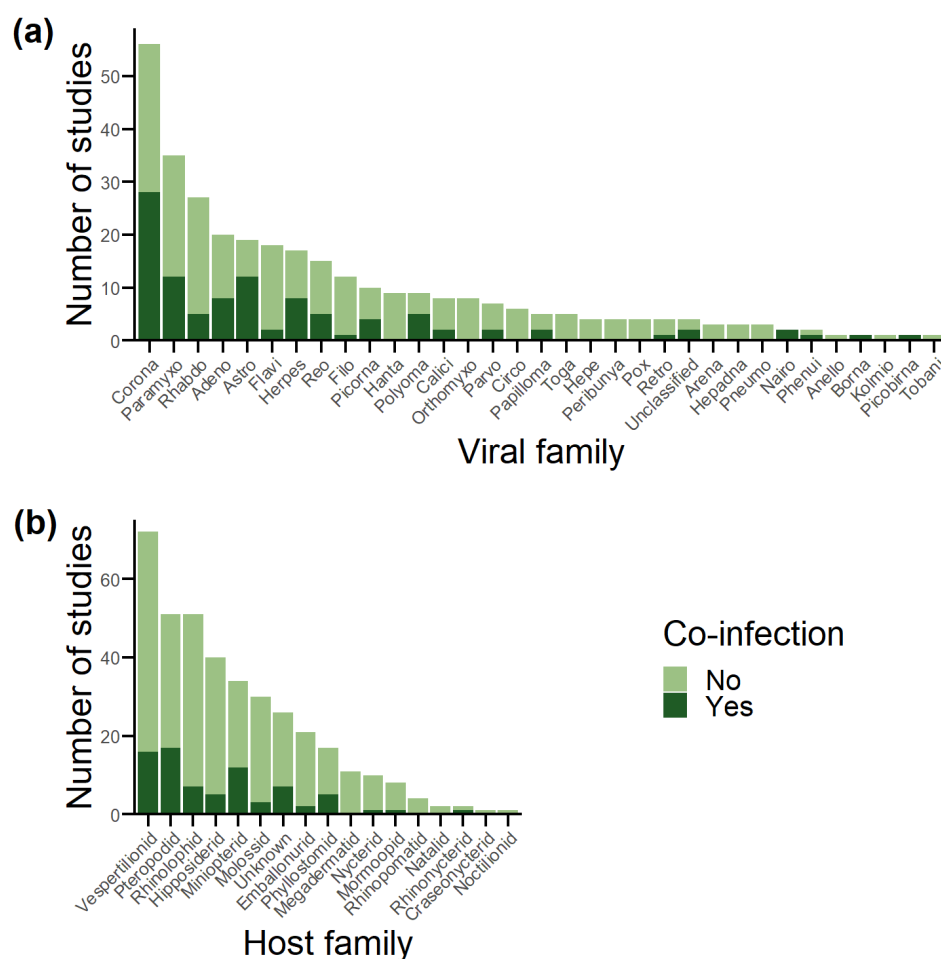 (a)
Number of studies
50
40
30
20
10
0
Corona
Paramyxo
Rhabdo
Adeno
Astro
Flavi
Herpes
Reo
Filo
Picorna
Hanta
Polyoma
Calici
Orthomyxo
Parvo
Circo
Papilloma
Toga
Hepe
Peribunya
Pox
Retro
Unclassified
Arena
Hepadna
Pneumo
Nairo
Phenui
Anello
Borna
Kolmio
Picobirna
Tobani
Viral family
(b)
Number of studies
60
40
20
0
Vespertilionid
Pteropodid
Rhinolophid
Hipposiderid
Miniopterid
Molossid
Unknown
Emballonurid
Phyllostomid
Megadermatid
Nycterid
Mormoopid
Rhinopomatid
Natalid
Rhinonycterid
Craseonycterid
Noctilionid
Host family
Co-infection
No
Yes